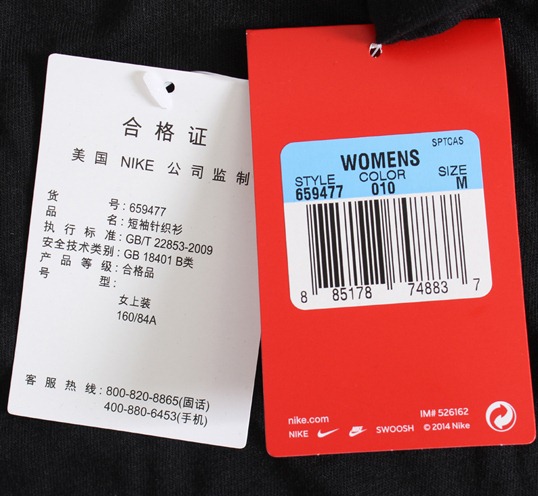 合格证
美国 NIKE 公司监制
货号: 659477
品名: 短袖针织衫
执行标准: GB/T 22853-2009
安全技术类别: GB 18401 B类
产品等级: 合格品
号型:
女上装
160/84A
客服热线: 800-820-8865(固话)
400-880-6453(手机)
SPTCAS
WOMENS
STYLE COLOR SIZE
659477 010 M
8 85178 74883 7
nike.com IM# 526162
NIKE SWOOSH © 2014 Nike